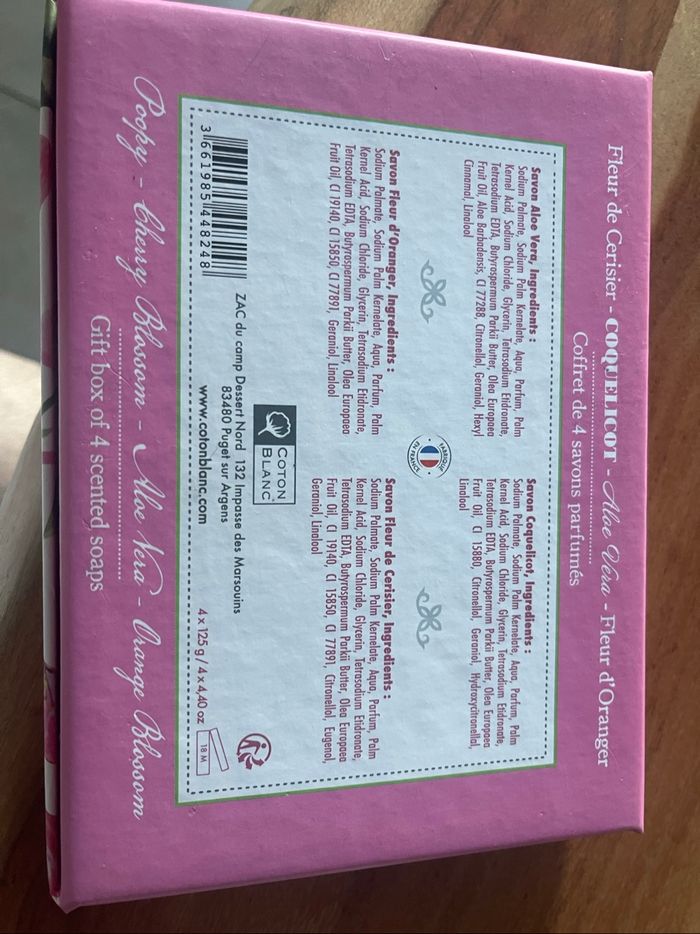 Fleur de Cerisier - COQUELICOT - Aloe Vera - Fleur d'Oranger
Coffret de 4 savons parfumés
Savon Aloe Vera, Ingredients :
Sodium Palmate, Sodium Palm Kernelate, Aqua, Parfum, Palm
Kernel Acid, Sodium Chloride, Glycerin, Tetrasodium Etidronate,
Tetrasodium EDTA, Butyrospermum Parkii Butter, Olea Europaea
Fruit Oil, Aloe Barbadensis, CI 77288, Citronellol, Geraniol, Hexyl
Cinnamal, Linalool
Savon Coquelicot, Ingredients :
Sodium Palmate, Sodium Palm Kernelate, Aqua, Parfum, Palm
Kernel Acid, Sodium Chloride, Glycerin, Tetrasodium Etidronate,
Tetrasodium EDTA, Butyrospermum Parkii Butter, Olea Europaea
Fruit Oil, CI 15880, Citronellol, Geraniol, Hydroxycitronellal,
Linalool
FABRIQUÉ
EN FRANCE
Savon Fleur d'Oranger, Ingredients :
Sodium Palmate, Sodium Palm Kernelate, Aqua, Parfum, Palm
Kernel Acid, Sodium Chloride, Glycerin, Tetrasodium Etidronate,
Tetrasodium EDTA, Butyrospermum Parkii Butter, Olea Europaea
Fruit Oil, CI 19140, CI 15850, CI 77891, Geraniol, Linalool
Savon Fleur de Cerisier, Ingredients :
Sodium Palmate, Sodium Palm Kernelate, Aqua, Parfum, Palm
Kernel Acid, Sodium Chloride, Glycerin, Tetrasodium Etidronate,
Tetrasodium EDTA, Butyrospermum Parkii Butter, Olea Europaea
Fruit Oil, CI 19140, CI 15850, CI 77891, Citronellol, Eugenol,
Geraniol, Linalool
COTON
BLANC
ZAC du camp Dessert Nord 132 Impasse des Marsouins
83480 Puget sur Argens
www.cotonblanc.com
3661985448248
4 x 125 g / 4 x 4,40 oz
18 M
Poopy - Cherry Blossom - Aloe Vera - Orange Blossom
Gift box of 4 scented soaps